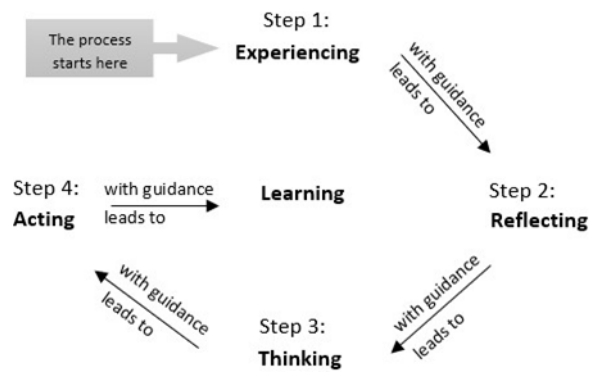 The process
starts here
Step 1:
Experiencing
with guidance
leads to
Step 2:
Reflecting
with guidance
leads to
Step 3:
Thinking
with guidance
leads to
Step 4:
Acting
with guidance
leads to
Learning